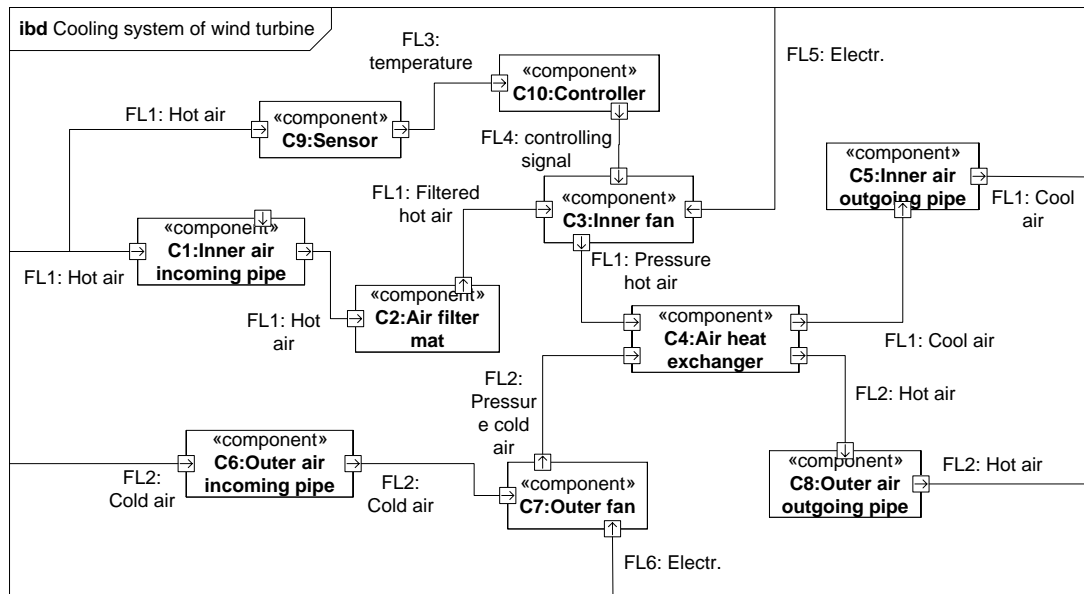 ibd Cooling system of wind turbine
FL3:
temperature
«component»
C10:Controller
FL5: Electr.
FL1: Hot air
«component»
C9:Sensor
FL4: controlling
signal
«component»
C5:Inner air
outgoing pipe
FL1: Cool
air
FL1: Filtered
hot air
«component»
C3:Inner fan
«component»
C1:Inner air
incoming pipe
FL1: Hot air
FL1: Pressure
hot air
FL1: Hot
air
«component»
C2:Air filter
mat
«component»
C4:Air heat
exchanger
FL1: Cool air
FL2:
Pressur
e cold
air
FL2: Hot air
«component»
C6:Outer air
incoming pipe
FL2:
Cold air
FL2:
Cold air
«component»
C7:Outer fan
«component»
C8:Outer air
outgoing pipe
FL2: Hot air
FL6: Electr.